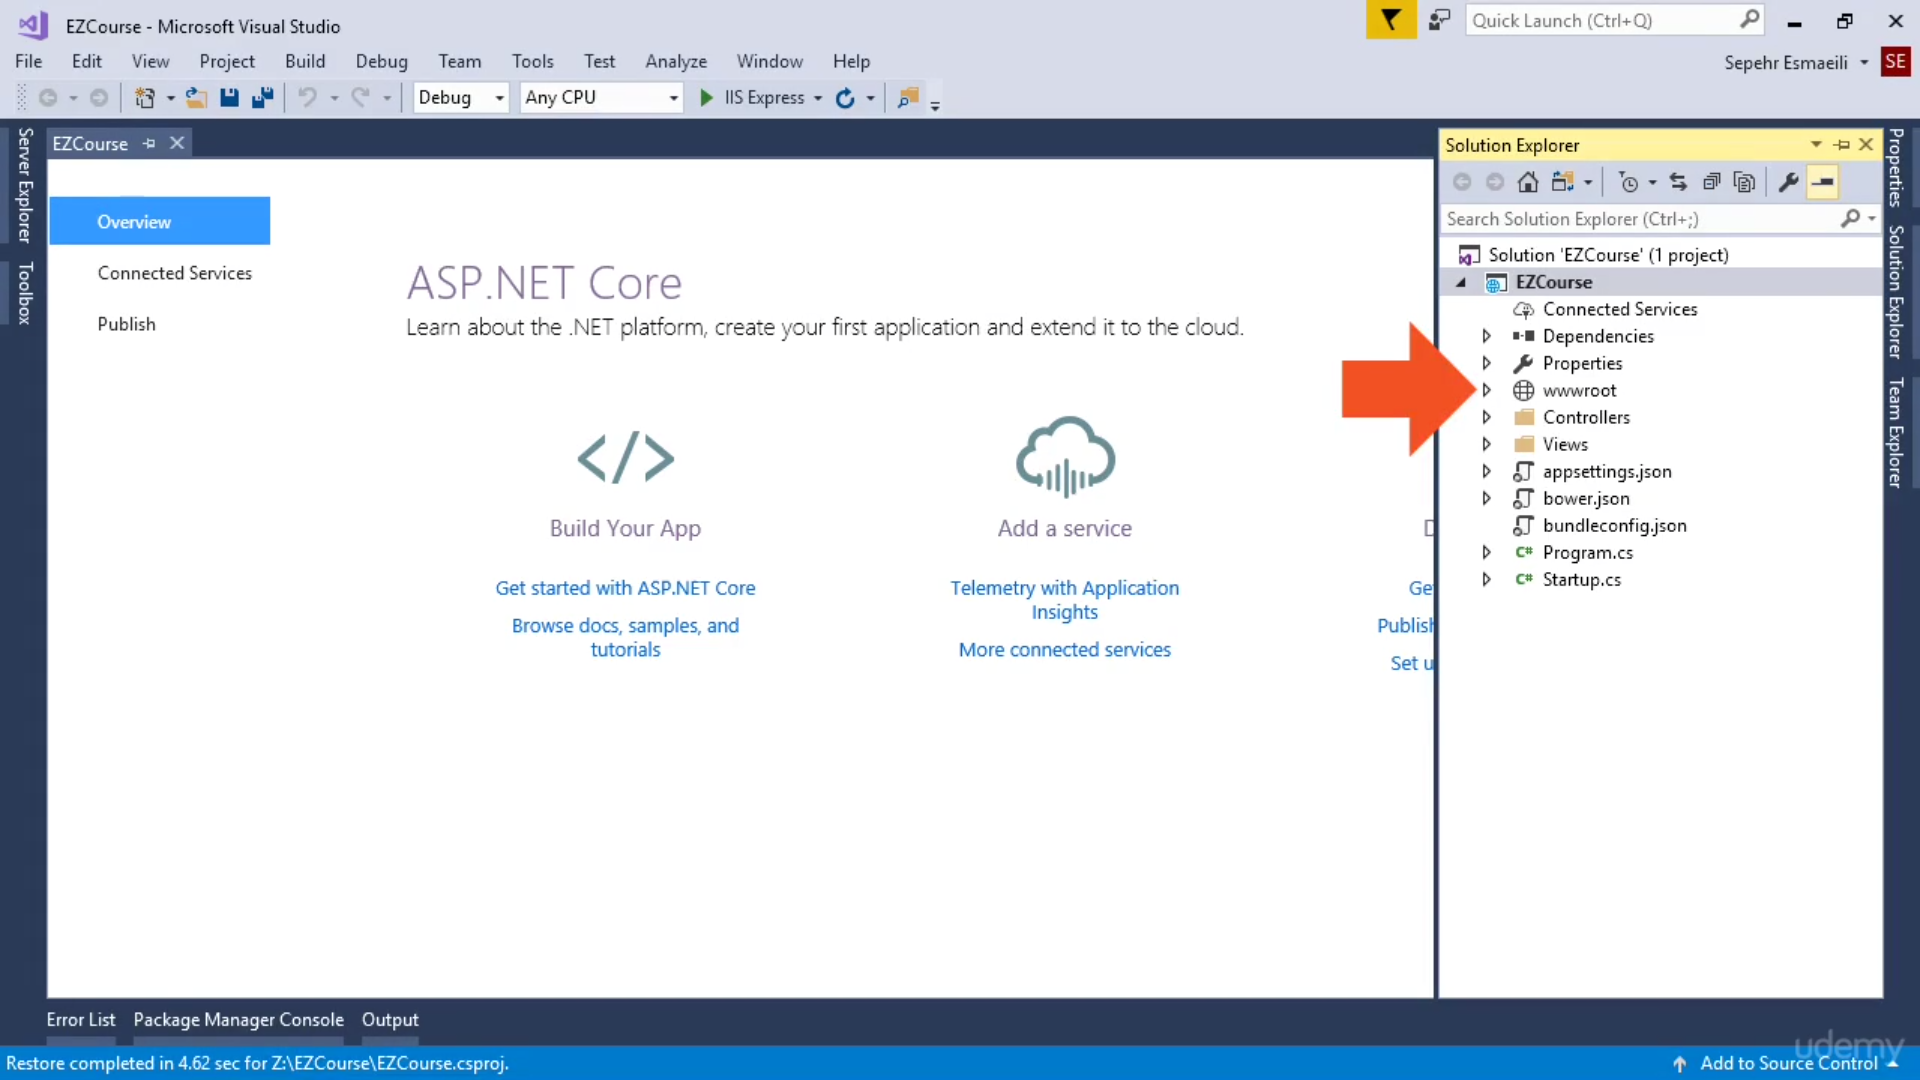 EZCourse - Microsoft Visual Studio
Quick Launch (Ctrl+Q)
File Edit View Project Build Debug Team Tools Test Analyze Window Help
Sepehr Esmaeili
SE
Debug
Any CPU
IIS Express
Server Explorer
Toolbox
EZCourse
Overview
Connected Services
Publish
ASP.NET Core
Learn about the .NET platform, create your first application and extend it to the cloud.
Build Your App
Get started with ASP.NET Core
Browse docs, samples, and
tutorials
Add a service
Telemetry with Application
Insights
More connected services
D
Ge
Publish
Set u
Solution Explorer
Search Solution Explorer (Ctrl+;)
Solution 'EZCourse' (1 project)
EZCourse
Connected Services
Dependencies
Properties
wwwroot
Controllers
Views
appsettings.json
bower.json
bundleconfig.json
C# Program.cs
C# Startup.cs
Properties
Solution Explorer
Team Explorer
Error List Package Manager Console Output
Restore completed in 4.62 sec for Z:\EZCourse\EZCourse.csproj.
Add to Source Control
udemy